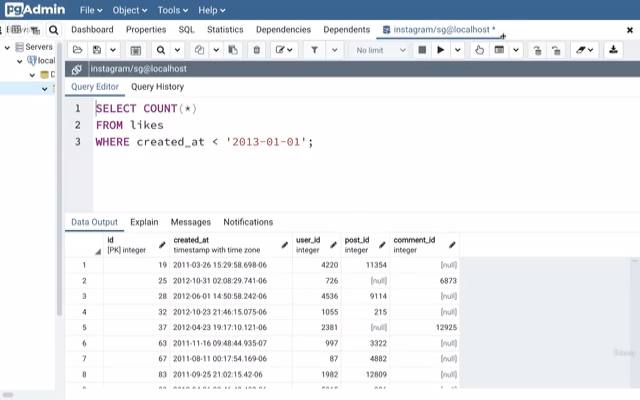 pgAdmin File Object Tools Help
Dashboard Properties SQL Statistics Dependencies Dependents instagram/sg@localhost *
Servers
local
instagram/sg@localhost
No limit
Query Editor Query History
1 SELECT COUNT(*)
2 FROM likes
3 WHERE created_at < '2013-01-01';
Data Output Explain Messages Notifications
id created_at user_id post_id comment_id
[PK] integer timestamp with time zone integer integer integer
1 19 2011-03-26 15:29:58.698-06 4220 11354 [null]
2 25 2012-10-31 02:08:29.741-06 726 [null] 6873
3 28 2012-06-01 14:50:58.242-06 4536 9114 [null]
4 32 2012-10-23 21:46:15.075-06 1055 215 [null]
5 37 2012-04-23 19:17:10.121-06 2381 [null] 12925
6 63 2011-11-16 09:48:44.935-07 997 3322 [null]
7 67 2011-08-11 00:17:54.169-06 87 4882 [null]
8 83 2011-09-25 21:02:15.42-06 1982 12809 [null]